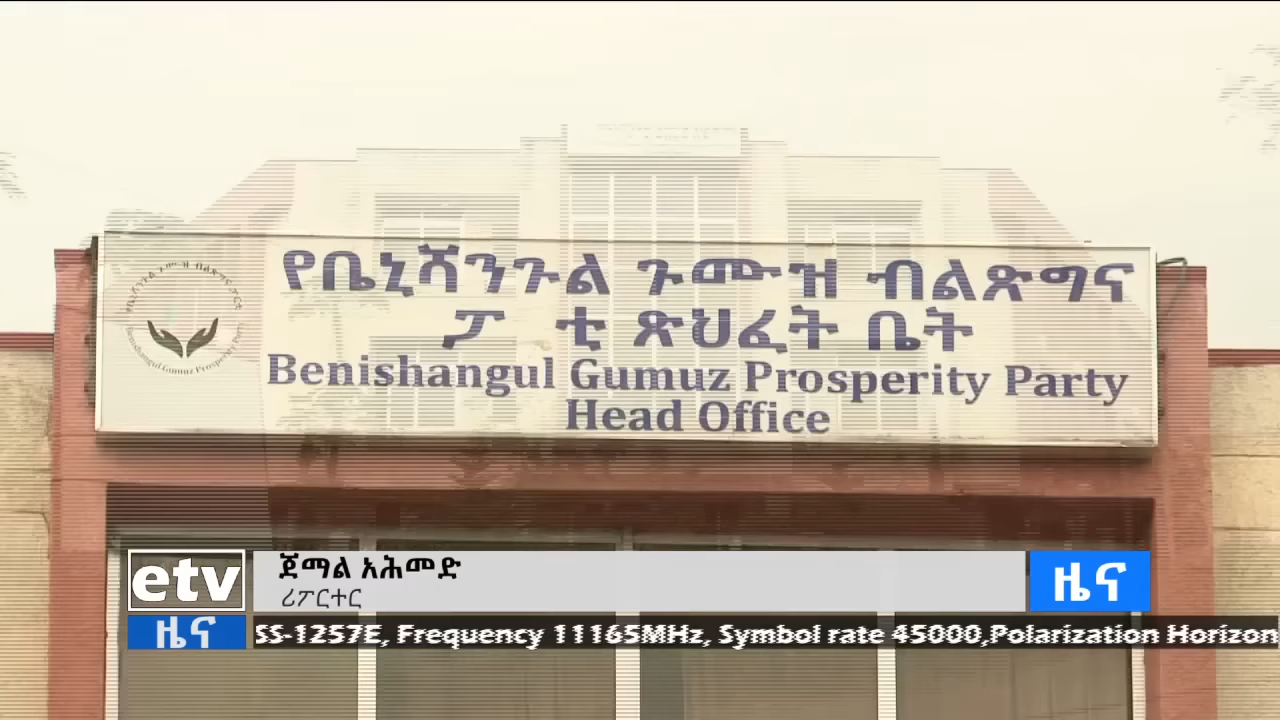 የቤኒሻንጉል ጉሙዝ ብልጽግና
ፓ ቲ ጽህፈት ቤት
Benishangul Gumuz Prosperity Party
Head Office
etv
ጀማል አሕመድ
ሪፖርተር
ዜና
ዜና
SS-1257E, Frequency 11165MHz, Symbol rate 45000,Polarization Horizon